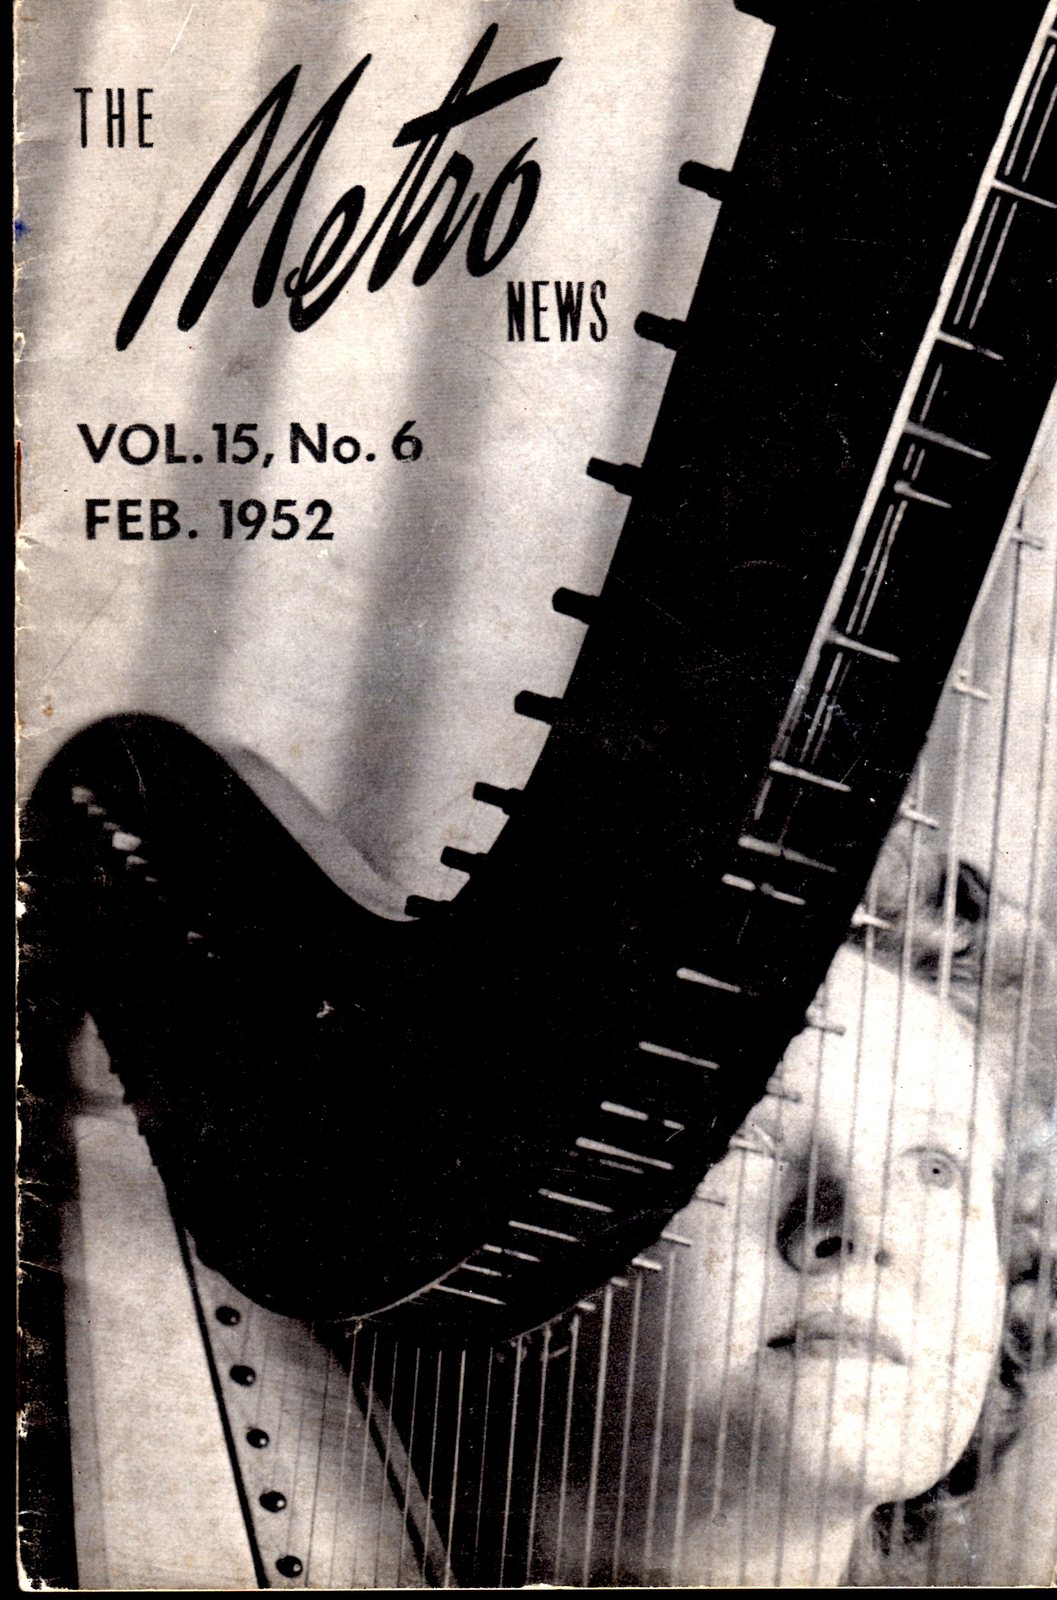 THE
Metro
NEWS
VOL.15, No. 6
FEB. 1952